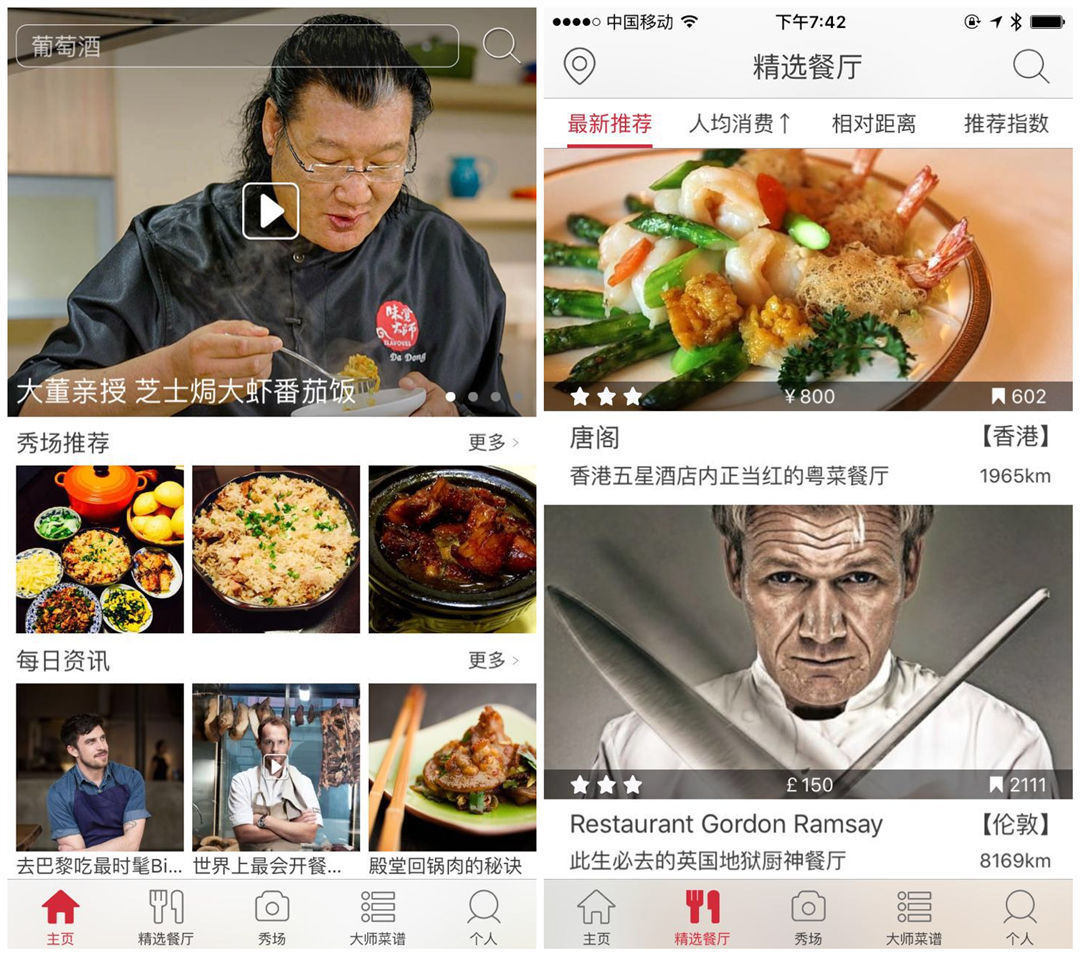 葡萄酒
味觉
大师
FLAVOURS
Da Dong
大董亲授 芝士焗大虾番茄饭
秀场推荐 更多 >
每日资讯 更多 >
去巴黎吃最时髦Bi... 世界上最会开餐... 殿堂回锅肉的秘诀
主页 精选餐厅 秀场 大师菜谱 个人
中国移动 下午7:42
精选餐厅
最新推荐 人均消费↑ 相对距离 推荐指数
¥800 602
唐阁 【香港】
香港五星酒店内正当红的粤菜餐厅 1965km
£150 2111
Restaurant Gordon Ramsay 【伦敦】
此生必去的英国地狱厨神餐厅 8169km
主页 精选餐厅 秀场 大师菜谱 个人